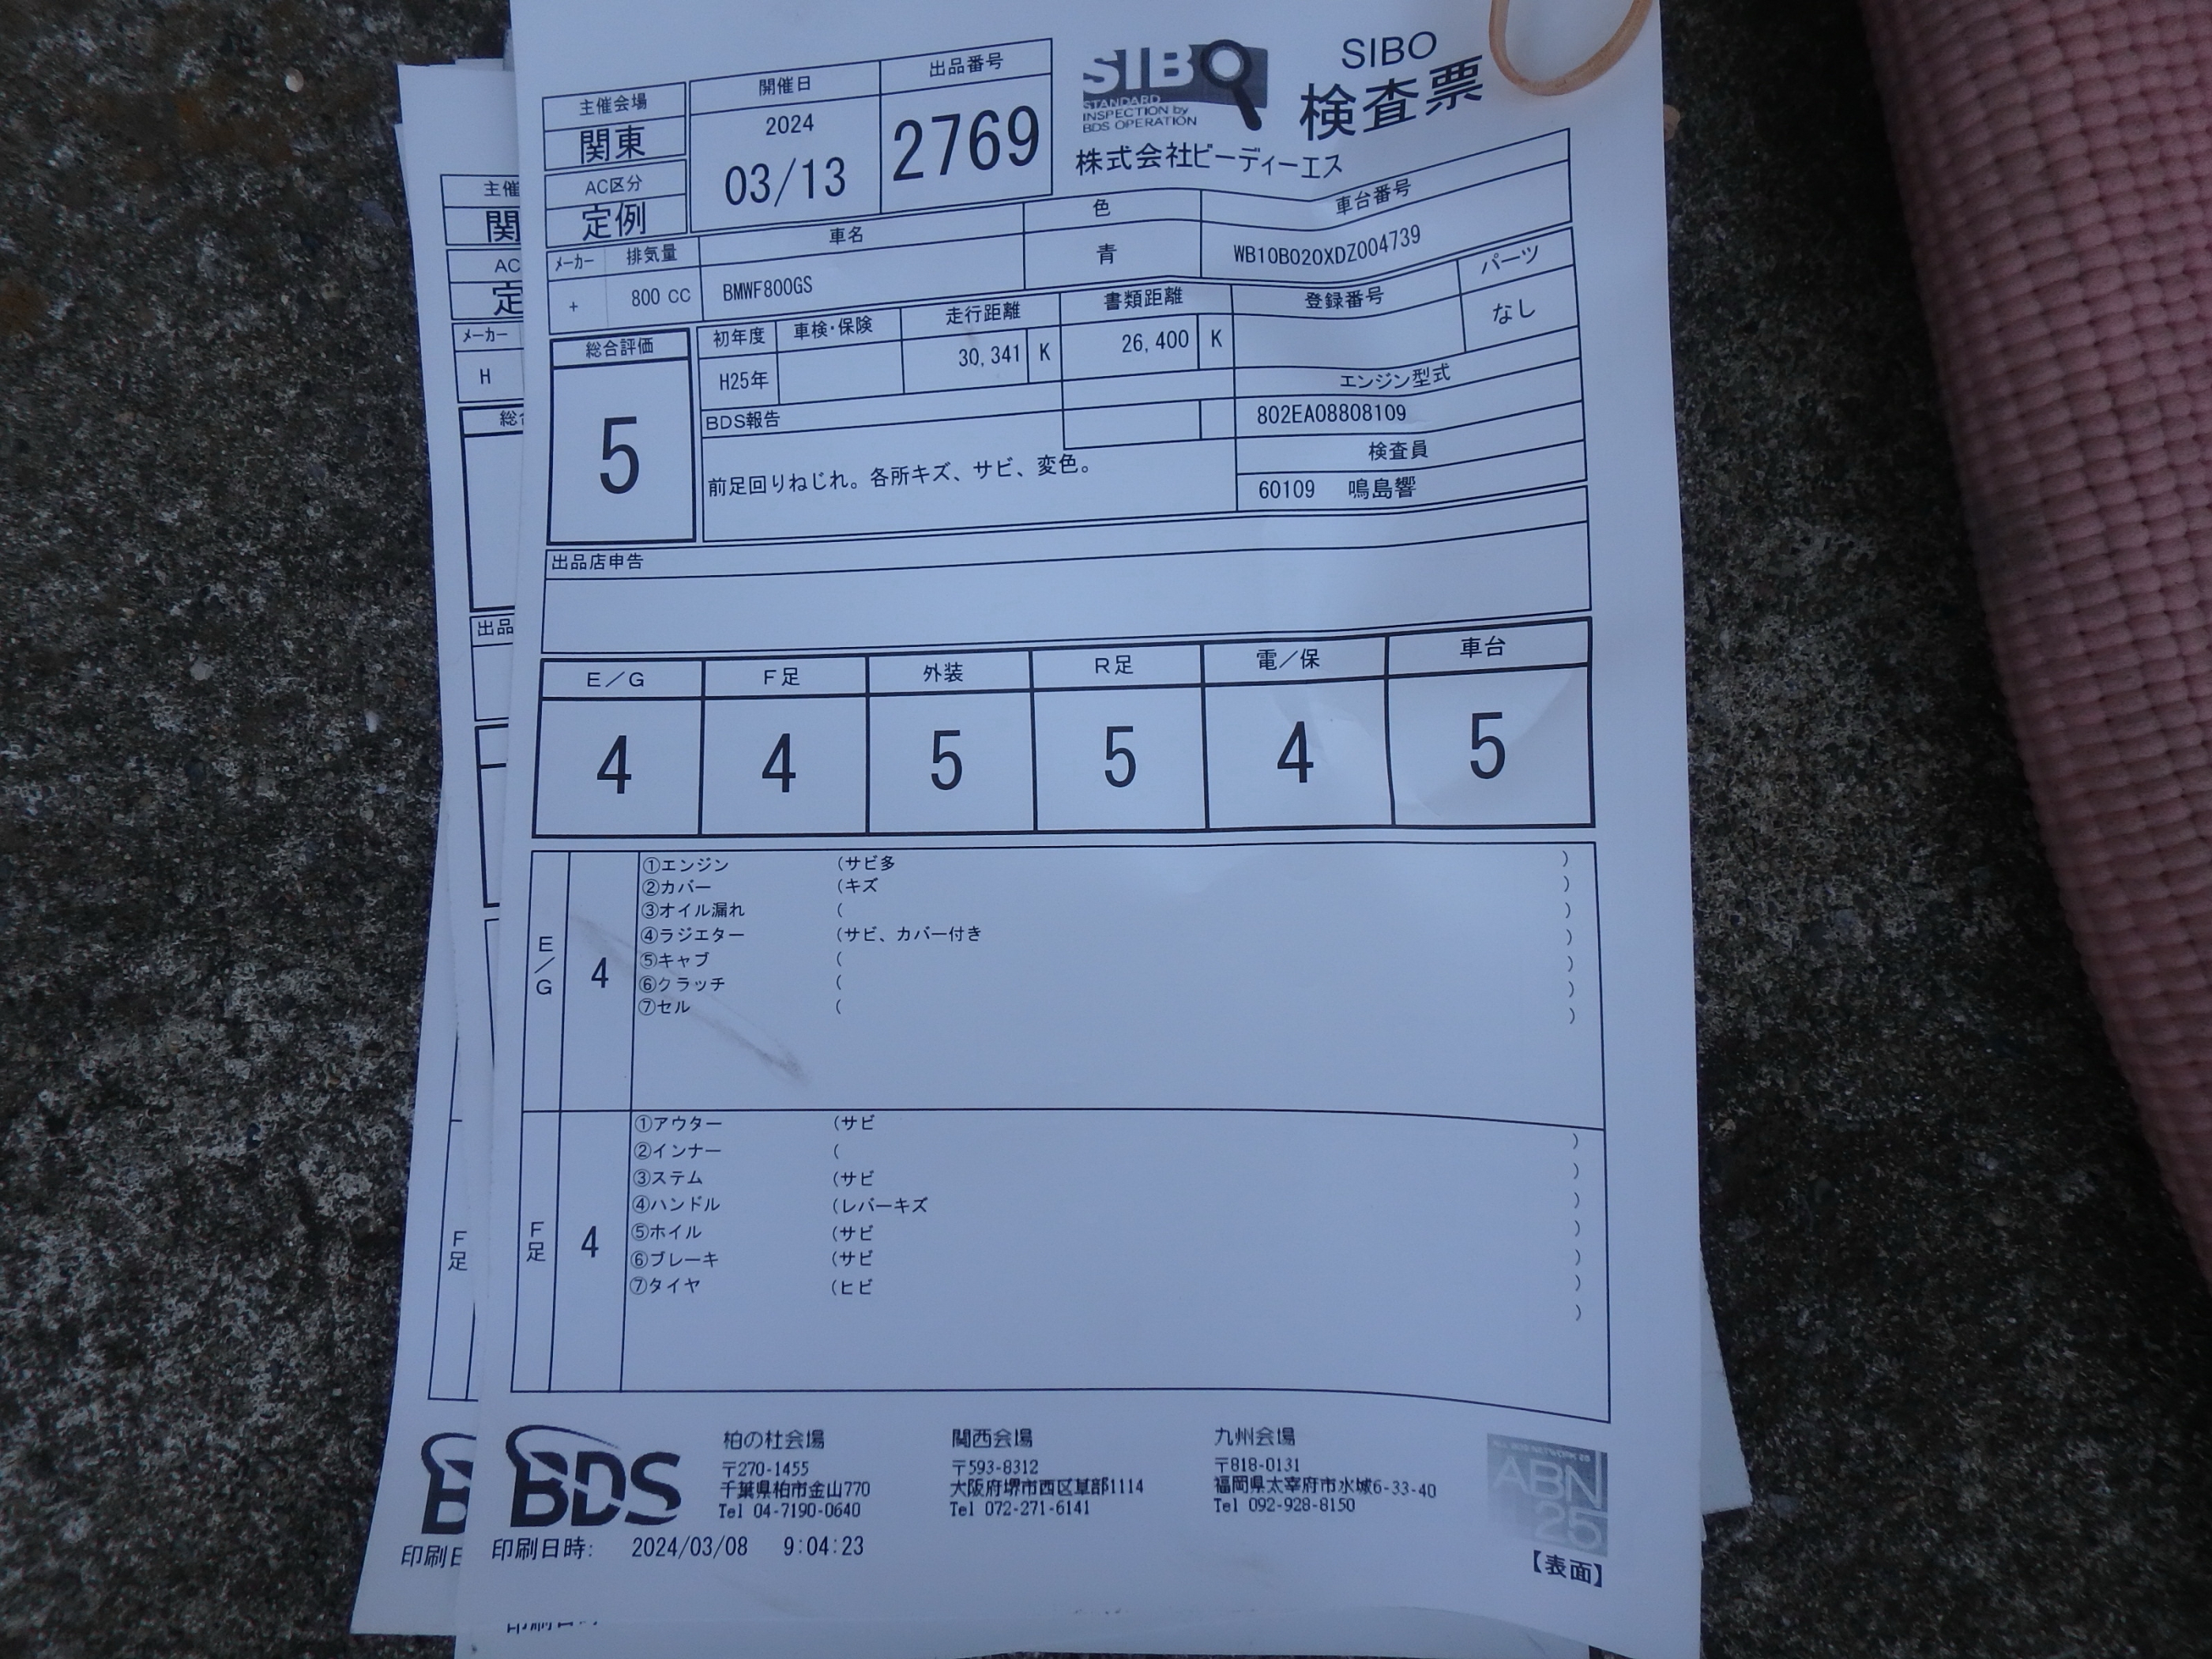 主催会場
関東
AC区分
定例
開催日
2024
03/13
出品番号
2769
SIBO
STANDARD
INSPECTION by
BDS OPERATION
SIBO
検査票
株式会社ビーディーエス
メーカー 排気量 車名 色 車台番号
+ 800 CC BMWF800GS 青 WB10B020XDZ004739
総合評価
5
初年度 車検・保険 走行距離 書類距離 登録番号 パーツ
H25年 30,341 K 26,400 K なし
エンジン型式
802EA08808109
検査員
60109 鳴島響
BDS報告
前足回りねじれ。各所キズ、サビ、変色。
出品店申告
E/G F足 外装 R足 電/保 車台
4 4 5 5 4 5
E/G
4
①エンジン (サビ多 )
②カバー (キズ )
③オイル漏れ ( )
④ラジエター (サビ、カバー付き )
⑤キャブ ( )
⑥クラッチ ( )
⑦セル ( )
F足
4
①アウター (サビ )
②インナー ( )
③ステム (サビ )
④ハンドル (レバーキズ )
⑤ホイル (サビ )
⑥ブレーキ (サビ )
⑦タイヤ (ヒビ )
BDS
柏の杜会場
〒270-1455
千葉県柏市金山770
Tel 04-7190-0640
関西会場
〒593-8312
大阪府堺市西区草部1114
Tel 072-271-6141
九州会場
〒818-0131
福岡県太宰府市水城6-33-40
Tel 092-928-8150
ABN
25
印刷日時: 2024/03/08 9:04:23
【表面】
主催
関
AC
定
メーカー
H
総合
出品
F足
B
印刷日